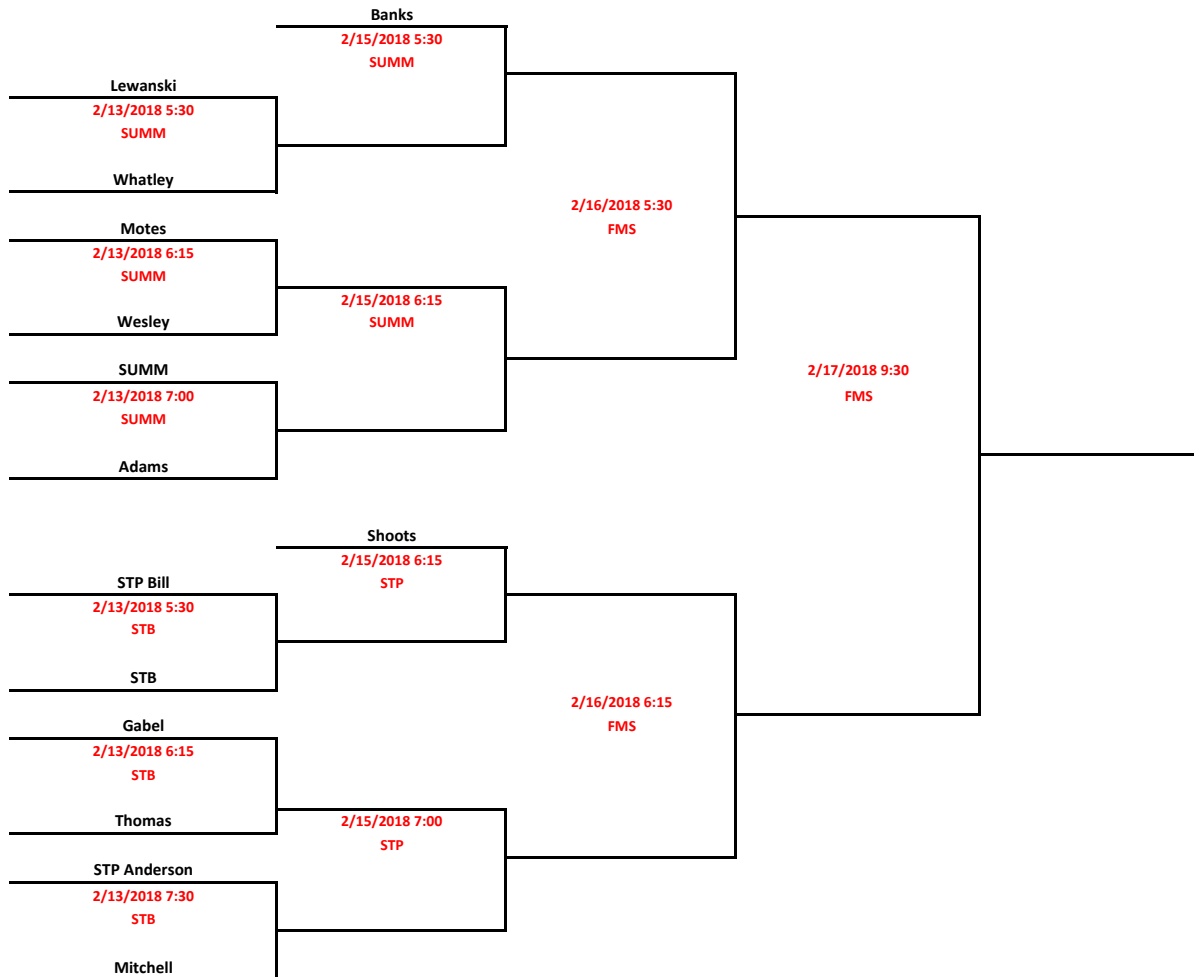 Banks
2/15/2018 5:30
SUMM
Lewanski
2/13/2018 5:30
SUMM
Whatley
2/16/2018 5:30
FMS
Motes
2/13/2018 6:15
SUMM
2/15/2018 6:15
SUMM
Wesley
SUMM
2/13/2018 7:00
SUMM
2/17/2018 9:30
FMS
Adams
Shoots
2/15/2018 6:15
STP
STP Bill
2/13/2018 5:30
STB
STB
2/16/2018 6:15
FMS
Gabel
2/13/2018 6:15
STB
Thomas
2/15/2018 7:00
STP
STP Anderson
2/13/2018 7:30
STB
Mitchell